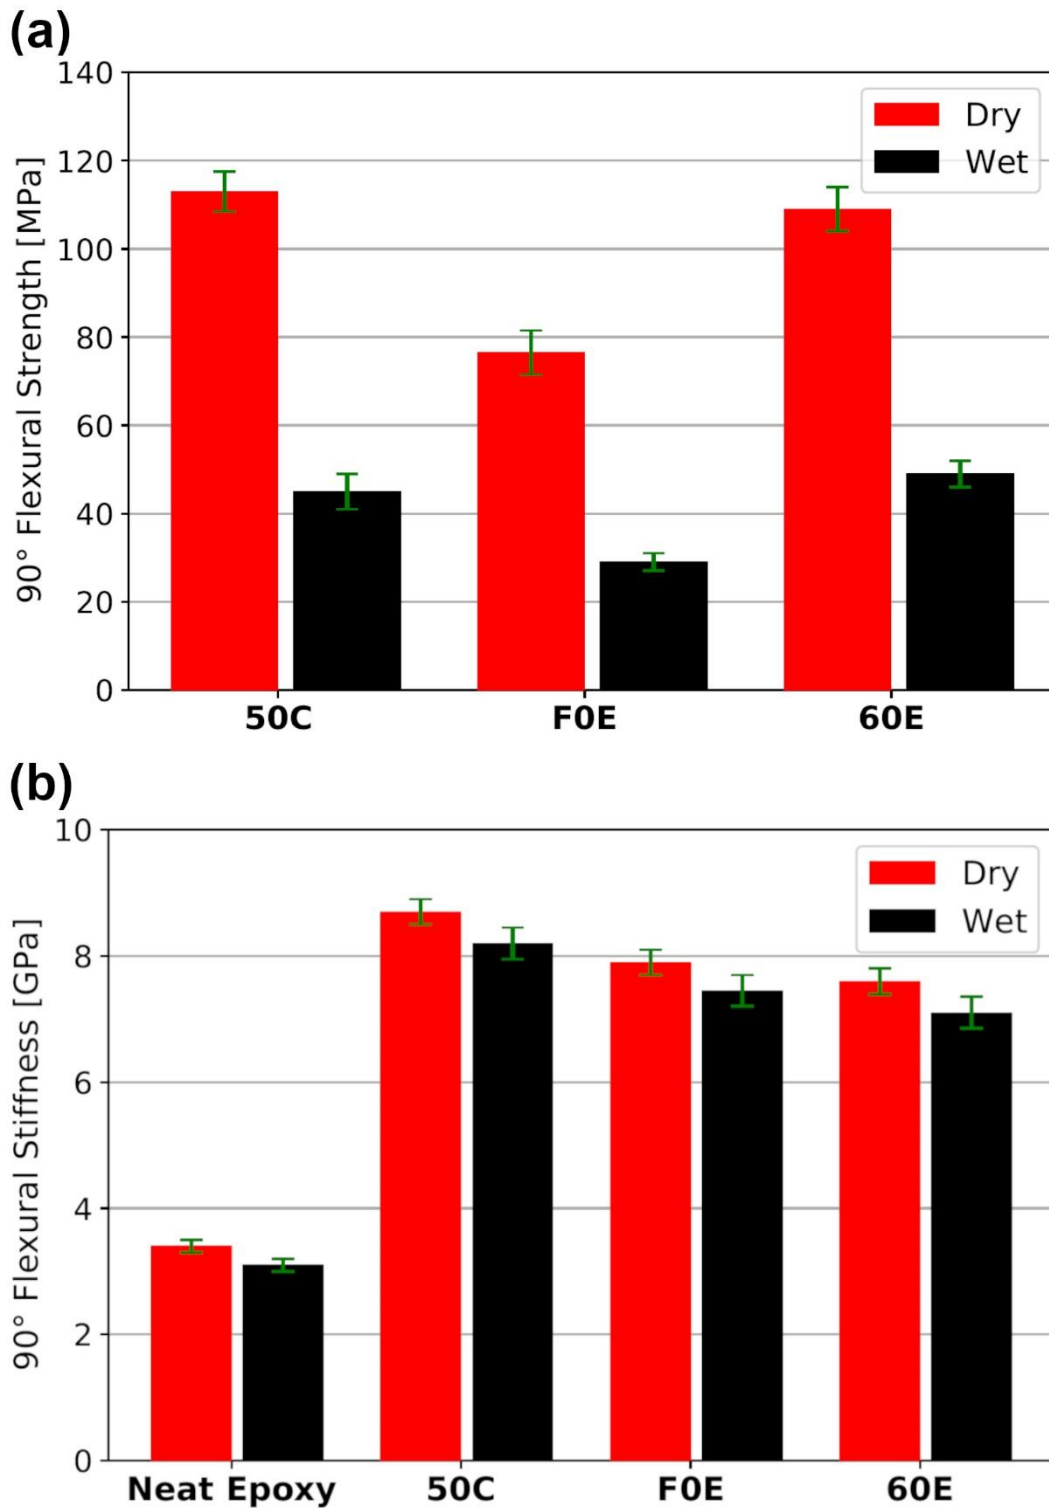 (a)
140
120
100
80
60
40
20
0
90° Flexural Strength [MPa]
Dry
Wet
50C
F0E
60E
(b)
10
8
6
4
2
0
90° Flexural Stiffness [GPa]
Dry
Wet
Neat Epoxy
50C
F0E
60E